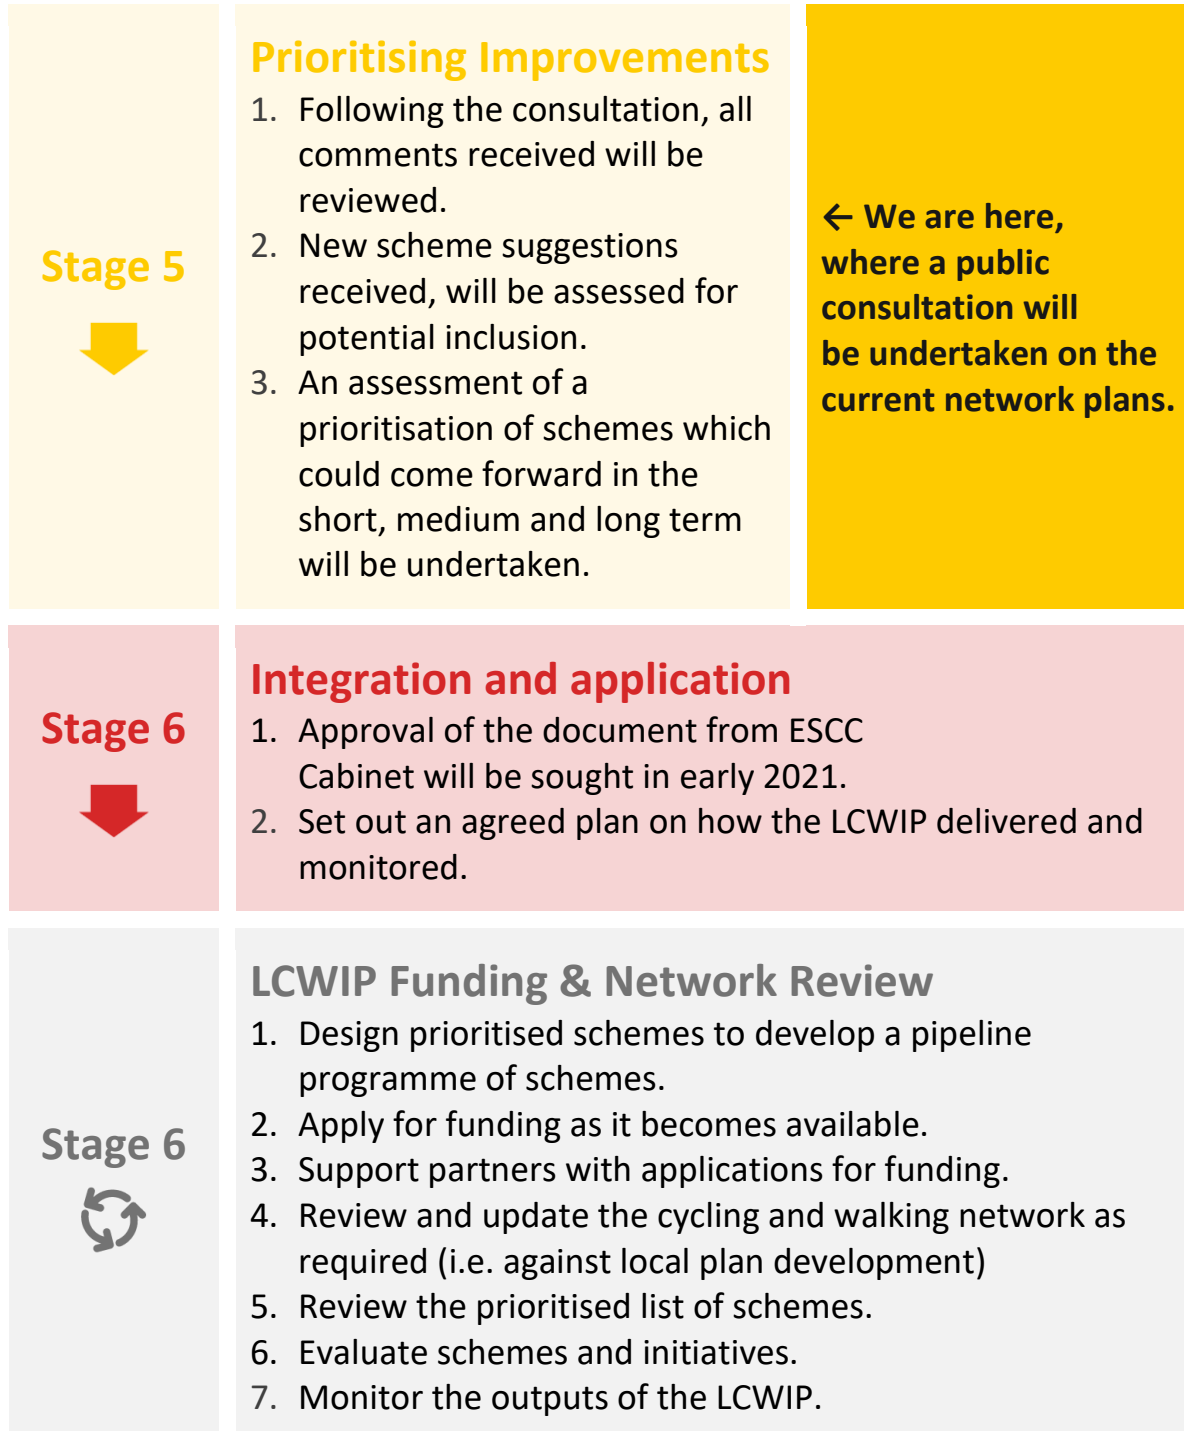 Stage 5
Prioritising Improvements
1. Following the consultation, all
comments received will be
reviewed.
2. New scheme suggestions
received, will be assessed for
potential inclusion.
3. An assessment of a
prioritisation of schemes which
could come forward in the
short, medium and long term
will be undertaken.
← We are here,
where a public
consultation will
be undertaken on the
current network plans.
Stage 6
Integration and application
1. Approval of the document from ESCC
Cabinet will be sought in early 2021.
2. Set out an agreed plan on how the LCWIP delivered and
monitored.
Stage 6
LCWIP Funding & Network Review
1. Design prioritised schemes to develop a pipeline
programme of schemes.
2. Apply for funding as it becomes available.
3. Support partners with applications for funding.
4. Review and update the cycling and walking network as
required (i.e. against local plan development)
5. Review the prioritised list of schemes.
6. Evaluate schemes and initiatives.
7. Monitor the outputs of the LCWIP.